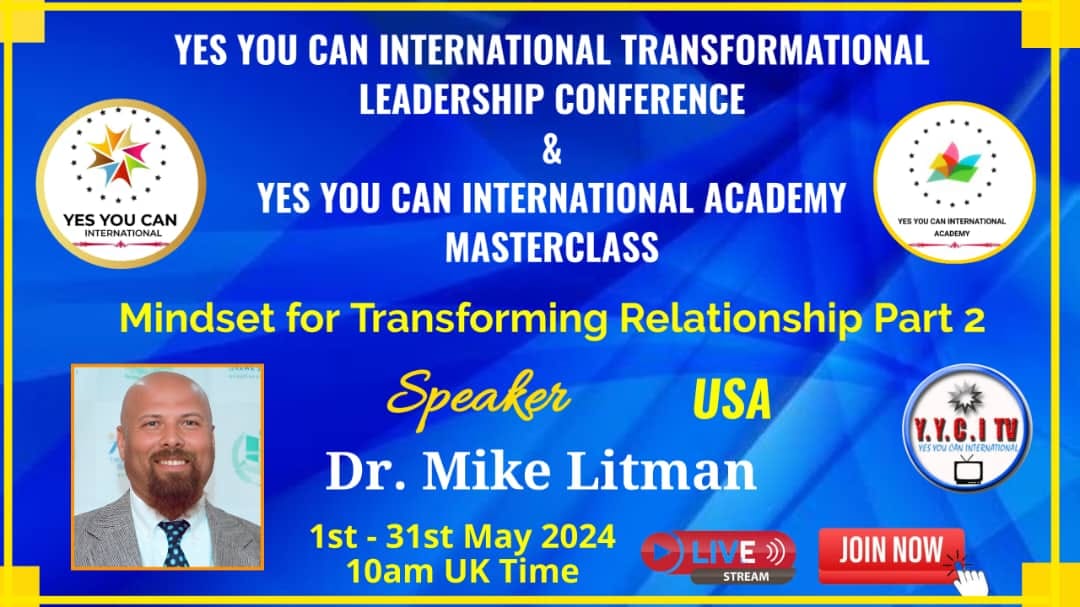 YES YOU CAN INTERNATIONAL TRANSFORMATIONAL
LEADERSHIP CONFERENCE
&
YES YOU CAN INTERNATIONAL ACADEMY
MASTERCLASS
YES YOU CAN
INTERNATIONAL
YES YOU CAN INTERNATIONAL
ACADEMY
Mindset for Transforming Relationship Part 2
Speaker
USA
Dr. Mike Litman
Y.Y.C.I TV
YES YOU CAN INTERNATIONAL
1st - 31st May 2024
10am UK Time
LIVE
STREAM
JOIN NOW